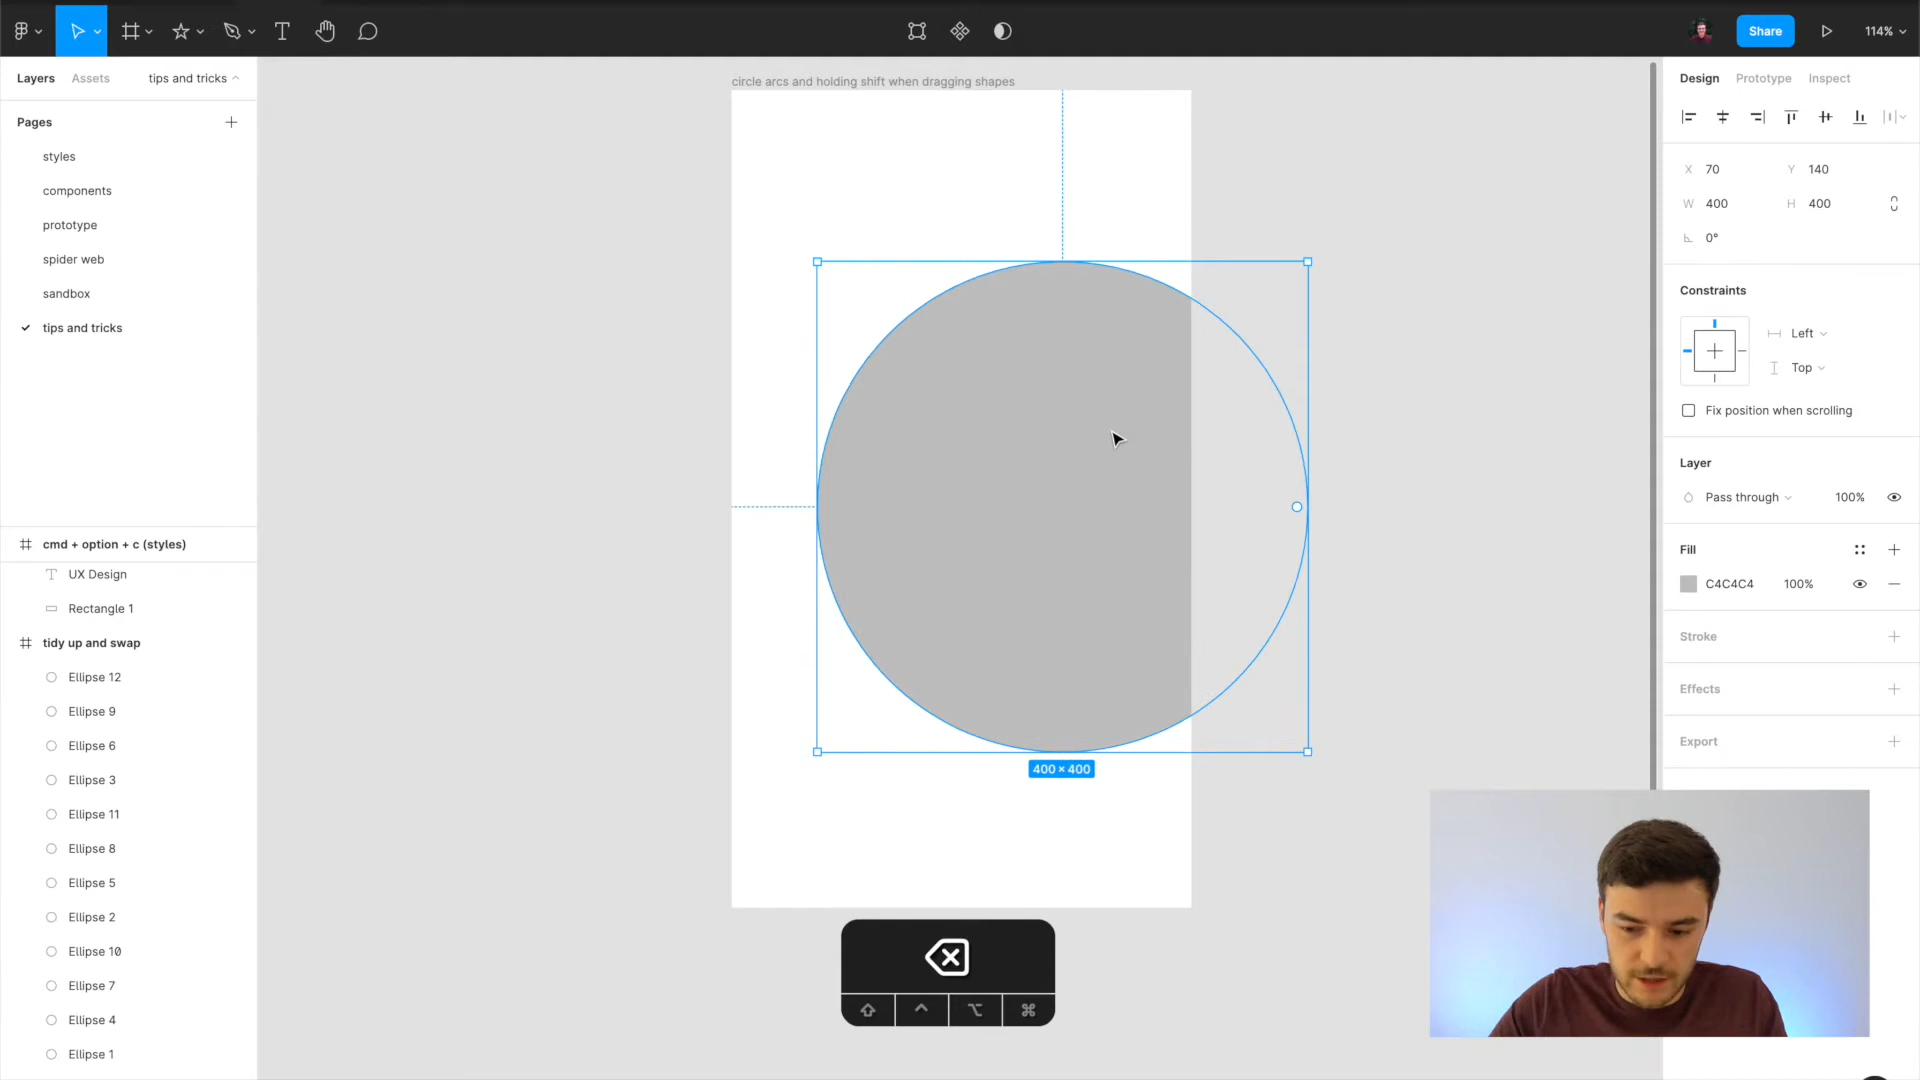 Share
114%
Layers
Assets
tips and tricks
Pages
styles
components
prototype
spider web
sandbox
tips and tricks
cmd + option + c (styles)
UX Design
Rectangle 1
tidy up and swap
Ellipse 12
Ellipse 9
Ellipse 6
Ellipse 3
Ellipse 11
Ellipse 8
Ellipse 5
Ellipse 2
Ellipse 10
Ellipse 7
Ellipse 4
Ellipse 1
circle arcs and holding shift when dragging shapes
400 × 400
Design
Prototype
Inspect
X 70
Y 140
W 400
H 400
0°
Constraints
Left
Top
Fix position when scrolling
Layer
Pass through
100%
Fill
C4C4C4
100%
Stroke
Effects
Export